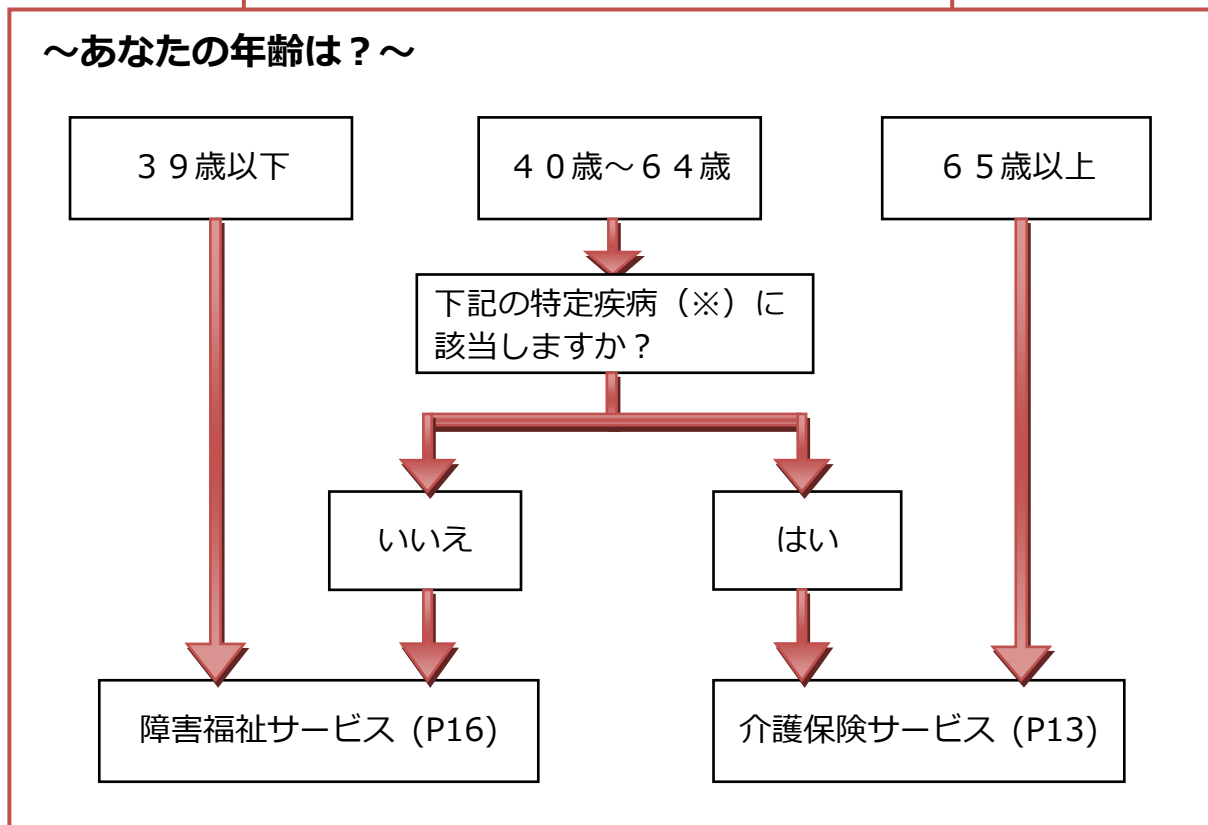 ～あなたの年齢は？～
３９歳以下
４０歳～６４歳
６５歳以上
下記の特定疾病（※）に
該当しますか？
いいえ
はい
障害福祉サービス (P16)
介護保険サービス (P13)